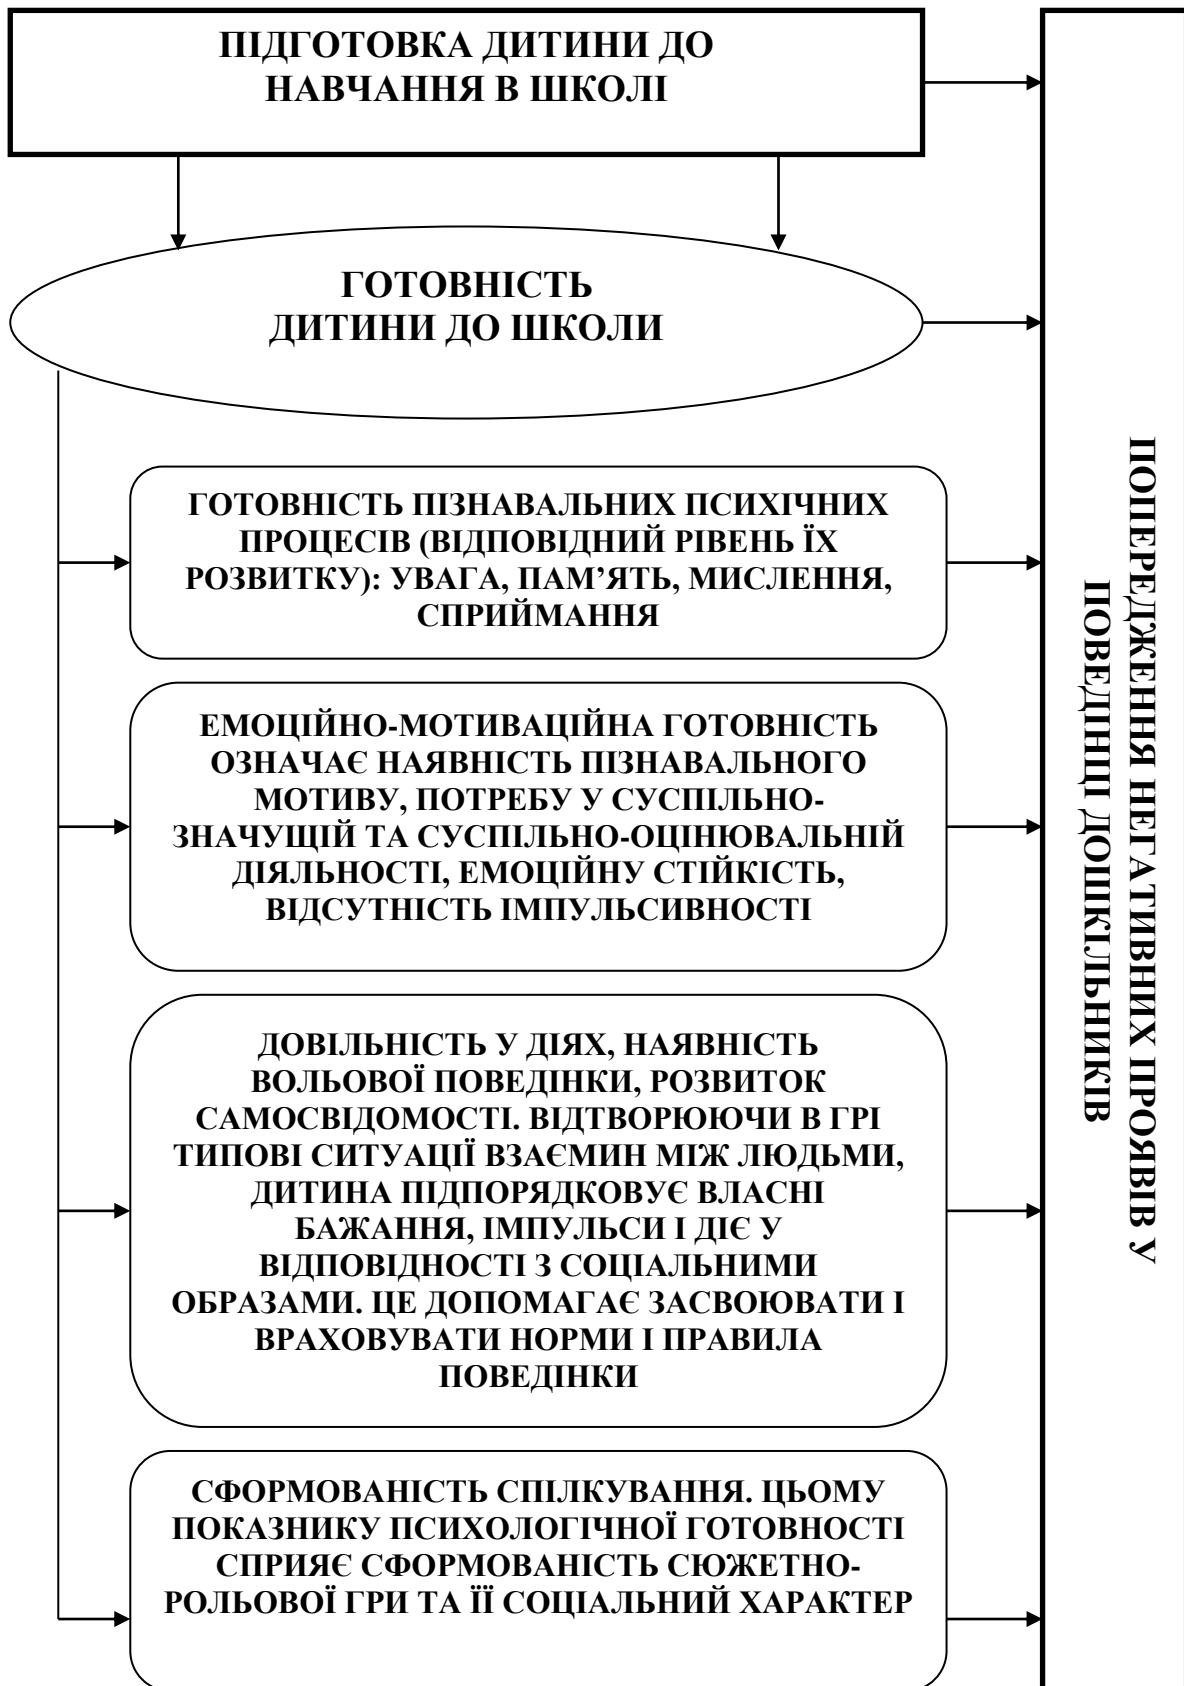 ПІДГОТОВКА ДИТИНИ ДО
НАВЧАННЯ В ШКОЛІ
ГОТОВНІСТЬ
ДИТИНИ ДО ШКОЛИ
ГОТОВНІСТЬ ПІЗНАВАЛЬНИХ ПСИХІЧНИХ
ПРОЦЕСІВ (ВІДПОВІДНИЙ РІВЕНЬ ЇХ
РОЗВИТКУ): УВАГА, ПАМ’ЯТЬ, МИСЛЕННЯ,
СПРИЙМАННЯ
ЕМОЦІЙНО-МОТИВАЦІЙНА ГОТОВНІСТЬ
ОЗНАЧАЄ НАЯВНІСТЬ ПІЗНАВАЛЬНОГО
МОТИВУ, ПОТРЕБУ У СУСПІЛЬНО-
ЗНАЧУЩІЙ ТА СУСПІЛЬНО-ОЦІНЮВАЛЬНІЙ
ДІЯЛЬНОСТІ, ЕМОЦІЙНУ СТІЙКІСТЬ,
ВІДСУТНІСТЬ ІМПУЛЬСИВНОСТІ
ДОВІЛЬНІСТЬ У ДІЯХ, НАЯВНІСТЬ
ВОЛЬОВОЇ ПОВЕДІНКИ, РОЗВИТОК
САМОСВІДОМОСТІ. ВІДТВОРЮЮЧИ В ГРІ
ТИПОВІ СИТУАЦІЇ ВЗАЄМИН МІЖ ЛЮДЬМИ,
ДИТИНА ПІДПОРЯДКОВУЄ ВЛАСНІ
БАЖАННЯ, ІМПУЛЬСИ І ДІЄ У
ВІДПОВІДНОСТІ З СОЦІАЛЬНИМИ
ОБРАЗАМИ. ЦЕ ДОПОМАГАЄ ЗАСВОЮВАТИ І
ВРАХОВУВАТИ НОРМИ І ПРАВИЛА
ПОВЕДІНКИ
СФОРМОВАНІСТЬ СПІЛКУВАННЯ. ЦЬОМУ
ПОКАЗНИКУ ПСИХОЛОГІЧНОЇ ГОТОВНОСТІ
СПРИЯЄ СФОРМОВАНІСТЬ СЮЖЕТНО-
РОЛЬОВОЇ ГРИ ТА ЇЇ СОЦІАЛЬНИЙ ХАРАКТЕР
ПОПЕРЕДЖЕННЯ НЕГАТИВНИХ ПРОЯВІВ У
ПОВЕДІНЦІ ДОШКІЛЬНИКІВ